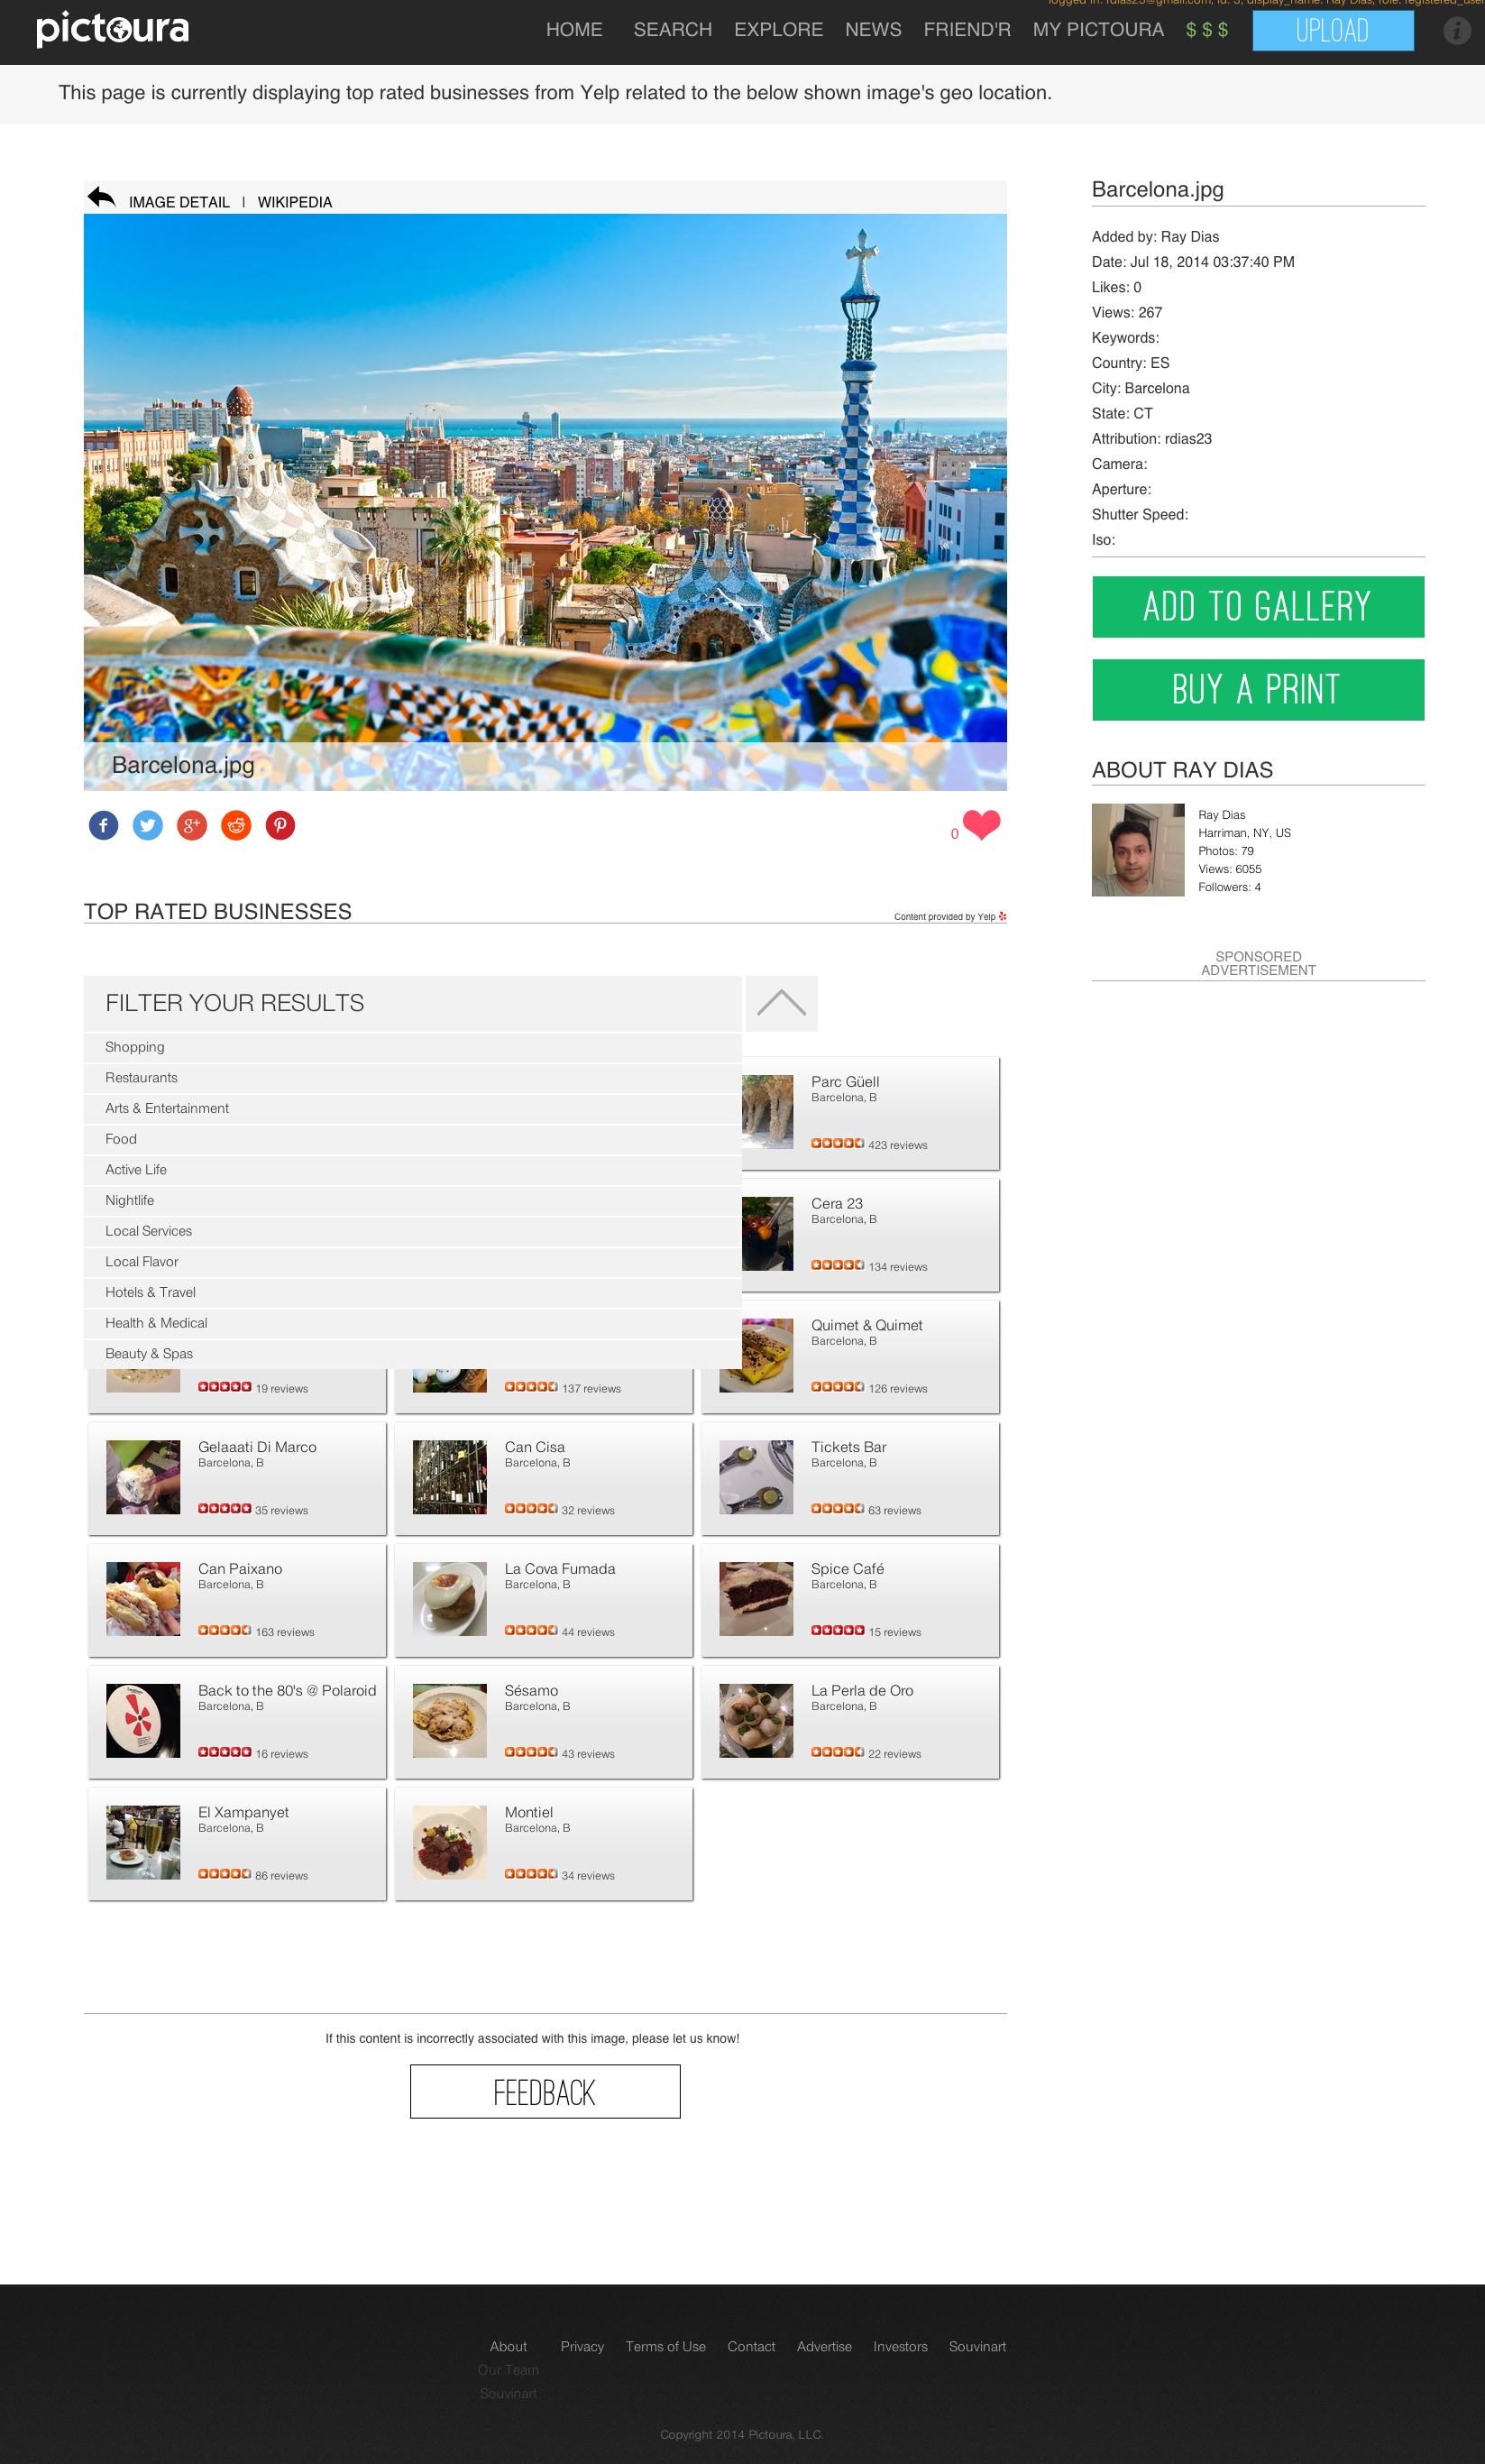 logged in: rdias23@gmail.com, id: 3, display_name: Ray Dias, role: registered_user
pictoura
HOME SEARCH EXPLORE NEWS FRIEND'R MY PICTOURA $ $ $ UPLOAD
This page is currently displaying top rated businesses from Yelp related to the below shown image's geo location.
IMAGE DETAIL | WIKIPEDIA
Barcelona.jpg
0
TOP RATED BUSINESSES
Content provided by Yelp
FILTER YOUR RESULTS
Shopping
Restaurants
Arts & Entertainment
Food
Active Life
Nightlife
Local Services
Local Flavor
Hotels & Travel
Health & Medical
Beauty & Spas
Parc Güell
Barcelona, B
423 reviews
Cera 23
Barcelona, B
134 reviews
19 reviews
137 reviews
Quimet & Quimet
Barcelona, B
126 reviews
Gelaaati Di Marco
Barcelona, B
35 reviews
Can Cisa
Barcelona, B
32 reviews
Tickets Bar
Barcelona, B
63 reviews
Can Paixano
Barcelona, B
163 reviews
La Cova Fumada
Barcelona, B
44 reviews
Spice Café
Barcelona, B
15 reviews
Back to the 80's @ Polaroid
Barcelona, B
16 reviews
Sésamo
Barcelona, B
43 reviews
La Perla de Oro
Barcelona, B
22 reviews
El Xampanyet
Barcelona, B
86 reviews
Montiel
Barcelona, B
34 reviews
If this content is incorrectly associated with this image, please let us know!
FEEDBACK
Barcelona.jpg
Added by: Ray Dias
Date: Jul 18, 2014 03:37:40 PM
Likes: 0
Views: 267
Keywords:
Country: ES
City: Barcelona
State: CT
Attribution: rdias23
Camera:
Aperture:
Shutter Speed:
Iso:
ADD TO GALLERY
BUY A PRINT
ABOUT RAY DIAS
Ray Dias
Harriman, NY, US
Photos: 79
Views: 6055
Followers: 4
SPONSORED
ADVERTISEMENT
About Privacy Terms of Use Contact Advertise Investors Souvinart
Our Team
Souvinart
Copyright 2014 Pictoura, LLC.